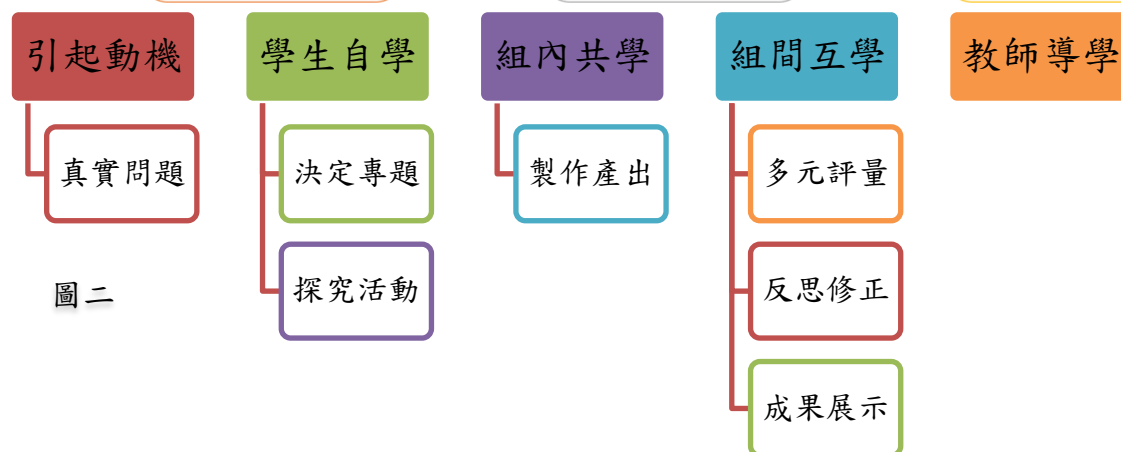 引起動機
真實問題
學生自學
決定專題
探究活動
組內共學
製作產出
組間互學
多元評量
反思修正
成果展示
教師導學
圖二